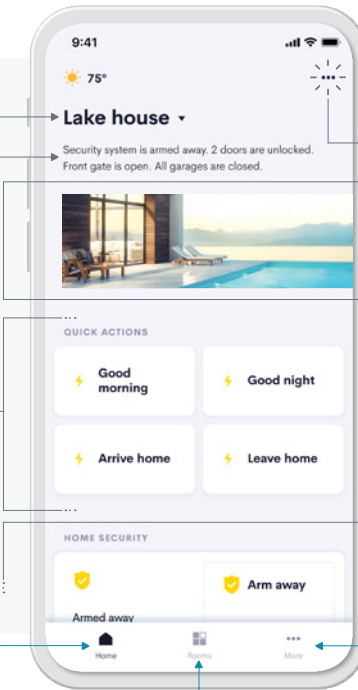 9:41
75°
Lake house
Security system is armed away. 2 doors are unlocked.
Front gate is open. All garages are closed.
QUICK ACTIONS
Good
morning
Good night
Arrive home
Leave home
HOME SECURITY
Arm away
Armed away
Home
Rooms
More